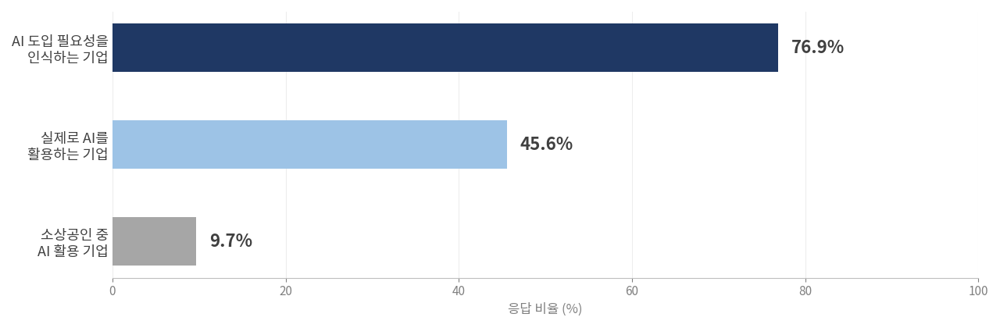 AI 도입 필요성을
인식하는 기업
76.9%
실제로 AI를
활용하는 기업
45.6%
소상공인 중
AI 활용 기업
9.7%
0 20 40 60 80 100
응답 비율 (%)